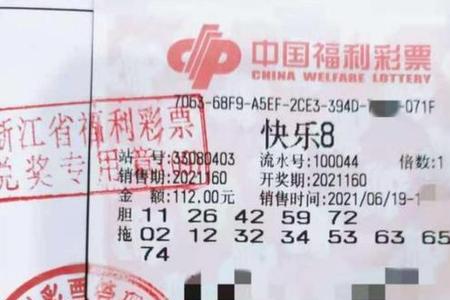 中国福利彩票
CHINA WELFARE LOTTERY
7063-68F9-A5EF-2CE3-394D- -071F
快乐8
站 号:33080403 流水号:100044 倍数:1
销售期:2021160 开奖期:2021160
金 额:112.00元 销售时间:2021/06/19-1
胆 11 26 42 59 72
拖 02 12 32 34 53 63 65
74
浙江省福利彩票
兑奖专用章